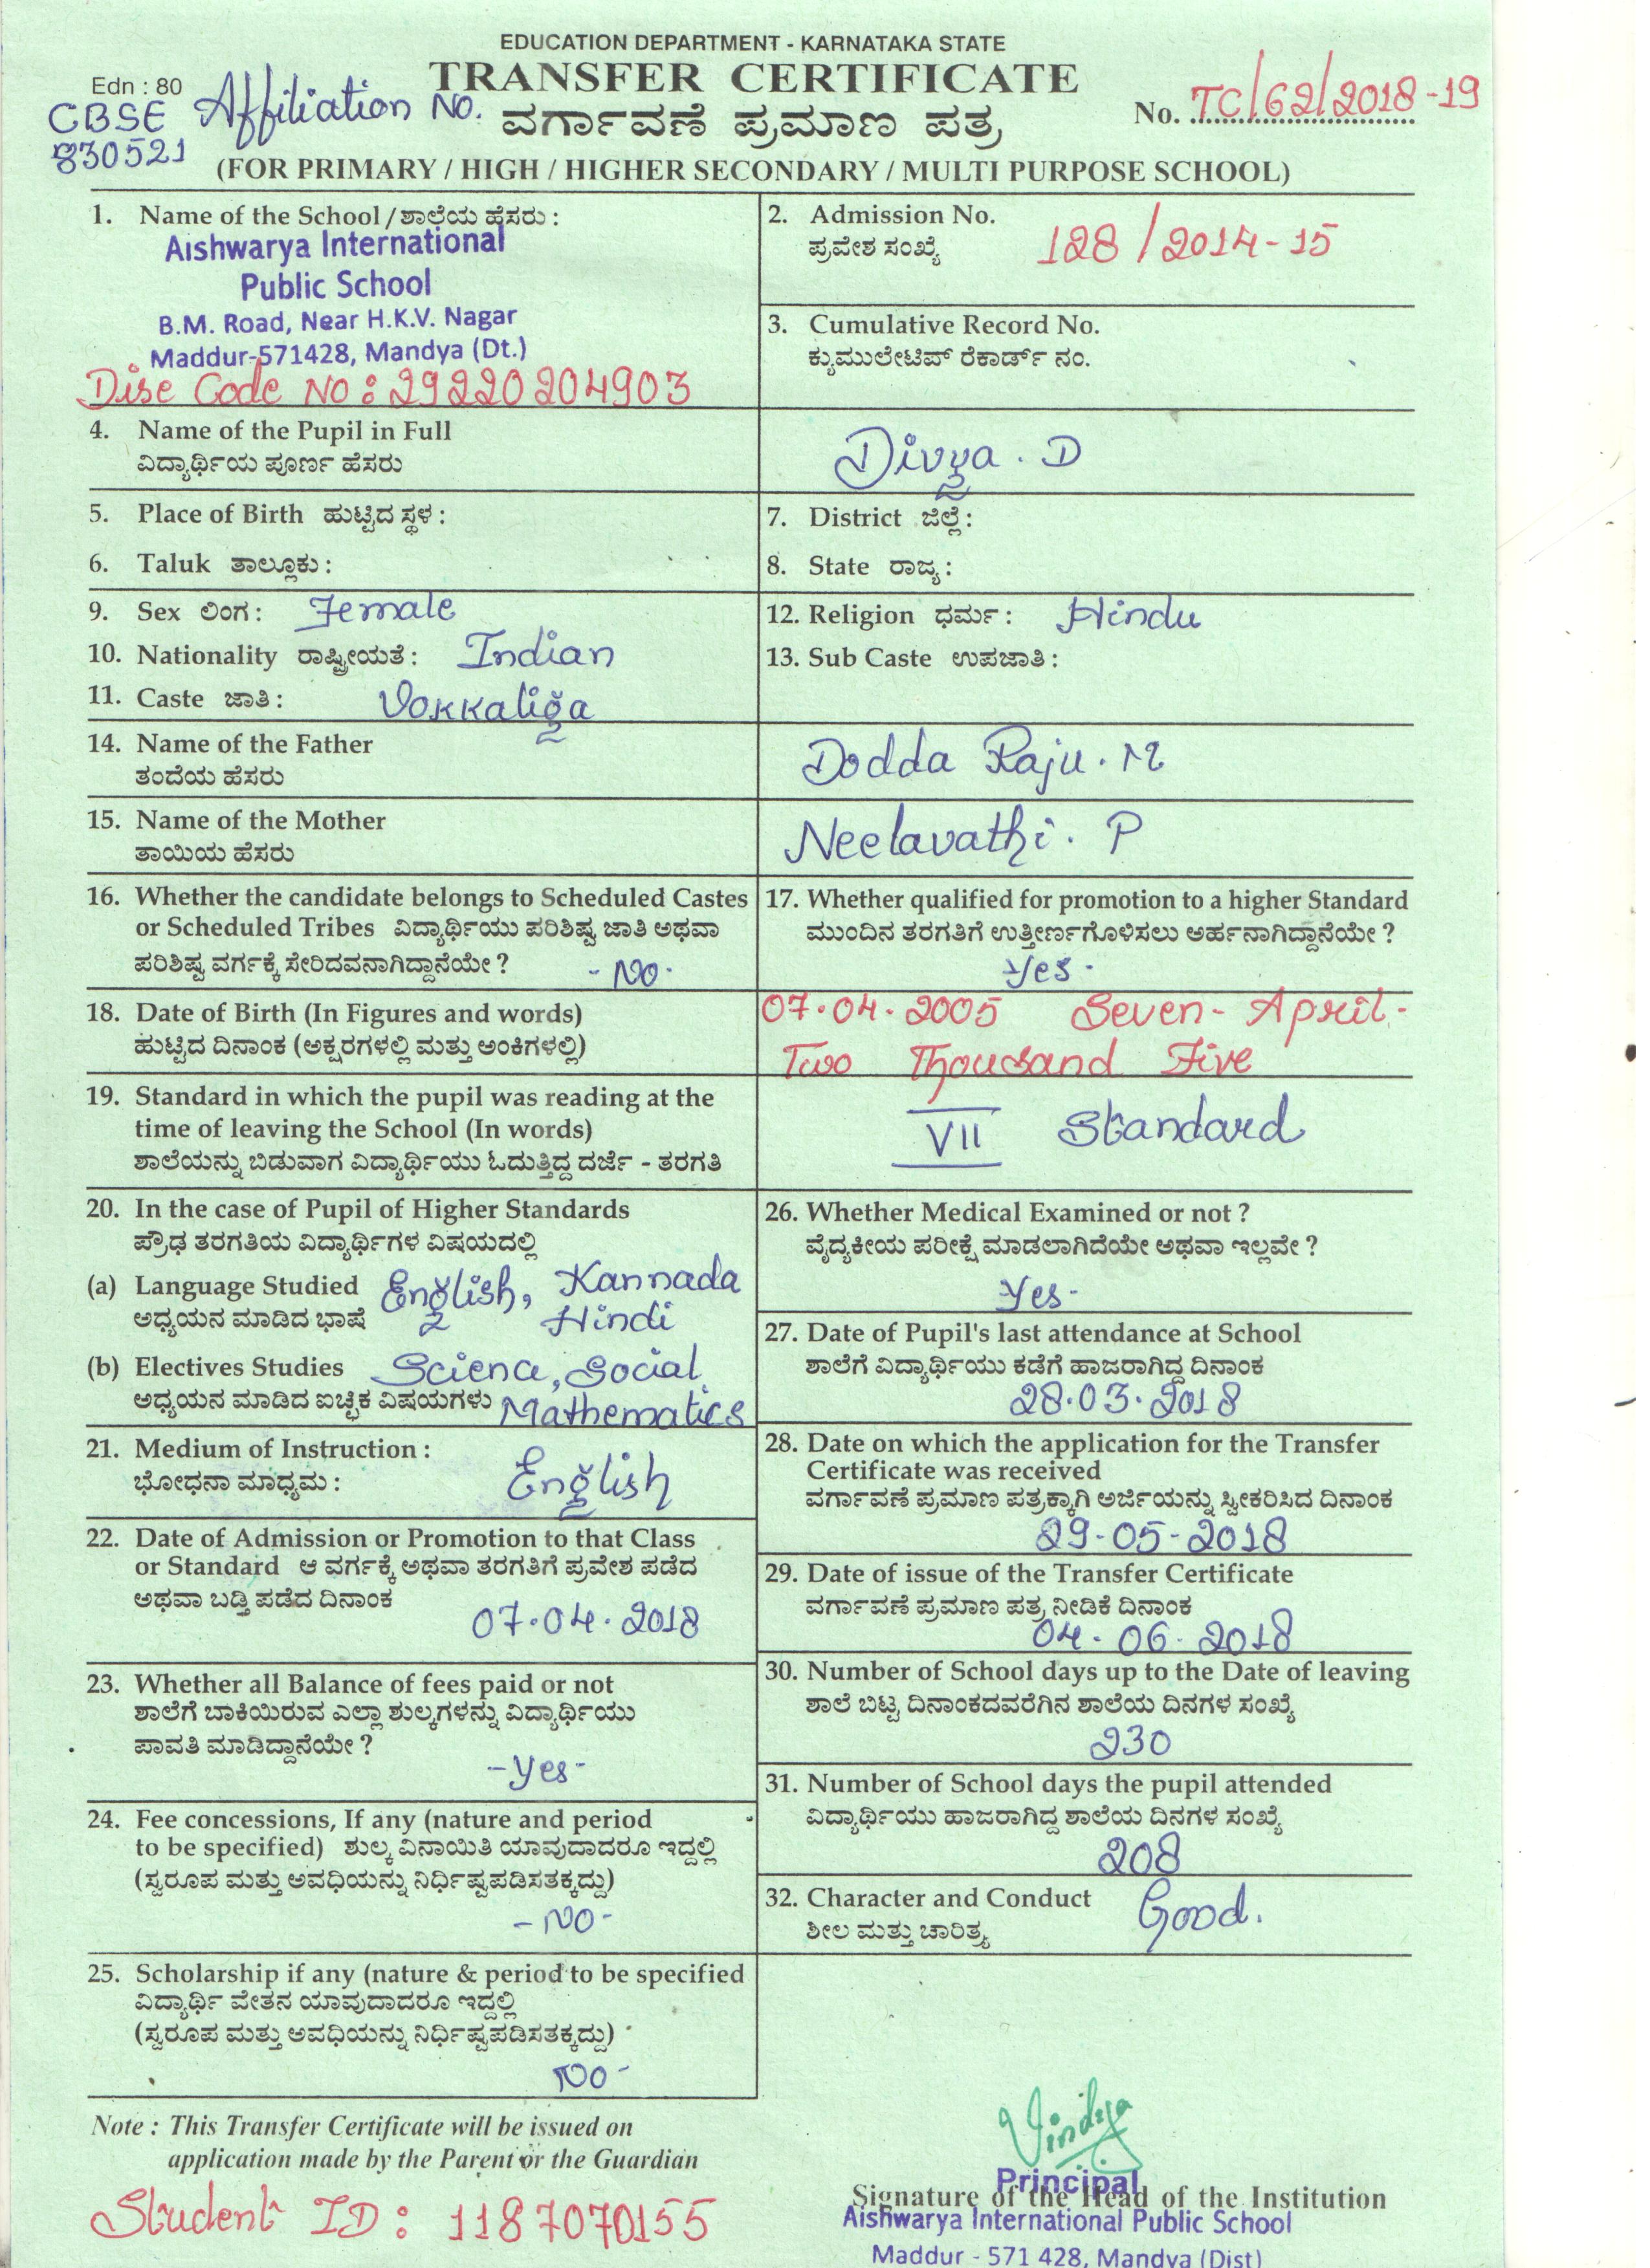 EDUCATION DEPARTMENT - KARNATAKA STATE
Edn : 80
TRANSFER CERTIFICATE
CBSE Affiliation No.
830521
ವರ್ಗಾವಣೆ ಪ್ರಮಾಣ ಪತ್ರ
No. TC/62/2018-19
(FOR PRIMARY / HIGH / HIGHER SECONDARY / MULTI PURPOSE SCHOOL)
1. Name of the School / ಶಾಲೆಯ ಹೆಸರು :
Aishwarya International
Public School
B.M. Road, Near H.K.V. Nagar
Maddur-571428, Mandya (Dt.)
Dise Code No : 29220204903
2. Admission No.
ಪ್ರವೇಶ ಸಂಖ್ಯೆ 128/2014-15
3. Cumulative Record No.
ಕ್ಯುಮುಲೇಟಿವ್ ರೆಕಾರ್ಡ್ ನಂ.
4. Name of the Pupil in Full
ವಿದ್ಯಾರ್ಥಿಯ ಪೂರ್ಣ ಹೆಸರು
Divya . D
5. Place of Birth ಹುಟ್ಟಿದ ಸ್ಥಳ :
7. District ಜಿಲ್ಲೆ :
6. Taluk ತಾಲ್ಲೂಕು :
8. State ರಾಜ್ಯ :
9. Sex ಲಿಂಗ : Female
12. Religion ಧರ್ಮ : Hindu
10. Nationality ರಾಷ್ಟ್ರೀಯತೆ : Indian
13. Sub Caste ಉಪಜಾತಿ :
11. Caste ಜಾತಿ : Vokkaliga
14. Name of the Father
ತಂದೆಯ ಹೆಸರು
Dodda Raju . M
15. Name of the Mother
ತಾಯಿಯ ಹೆಸರು
Neelavathi . P
16. Whether the candidate belongs to Scheduled Castes
or Scheduled Tribes ವಿದ್ಯಾರ್ಥಿಯು ಪರಿಶಿಷ್ಟ ಜಾತಿ ಅಥವಾ
ಪರಿಶಿಷ್ಟ ವರ್ಗಕ್ಕೆ ಸೇರಿದವನಾಗಿದ್ದಾನೆಯೇ ? - No -
17. Whether qualified for promotion to a higher Standard
ಮುಂದಿನ ತರಗತಿಗೆ ಉತ್ತೀರ್ಣಗೊಳಿಸಲು ಅರ್ಹನಾಗಿದ್ದಾನೆಯೇ ?
Yes -
18. Date of Birth (In Figures and words)
ಹುಟ್ಟಿದ ದಿನಾಂಕ (ಅಕ್ಷರಗಳಲ್ಲಿ ಮತ್ತು ಅಂಕಿಗಳಲ್ಲಿ)
07.04.2005 Seven - April -
Two Thousand Five
19. Standard in which the pupil was reading at the
time of leaving the School (In words)
ಶಾಲೆಯನ್ನು ಬಿಡುವಾಗ ವಿದ್ಯಾರ್ಥಿಯು ಓದುತ್ತಿದ್ದ ದರ್ಜೆ - ತರಗತಿ
VII Standard
20. In the case of Pupil of Higher Standards
ಪ್ರೌಢ ತರಗತಿಯ ವಿದ್ಯಾರ್ಥಿಗಳ ವಿಷಯದಲ್ಲಿ
(a) Language Studied English, Kannada
ಅಧ್ಯಯನ ಮಾಡಿದ ಭಾಷೆ Hindi
(b) Electives Studies Science, Social
ಅಧ್ಯಯನ ಮಾಡಿದ ಐಚ್ಛಿಕ ವಿಷಯಗಳು Mathematics
21. Medium of Instruction :
ಭೋಧನಾ ಮಾಧ್ಯಮ : English
22. Date of Admission or Promotion to that Class
or Standard ಆ ವರ್ಗಕ್ಕೆ ಅಥವಾ ತರಗತಿಗೆ ಪ್ರವೇಶ ಪಡೆದ
ಅಥವಾ ಬಡ್ತಿ ಪಡೆದ ದಿನಾಂಕ
07.04.2018
23. Whether all Balance of fees paid or not
ಶಾಲೆಗೆ ಬಾಕಿಯಿರುವ ಎಲ್ಲಾ ಶುಲ್ಕಗಳನ್ನು ವಿದ್ಯಾರ್ಥಿಯು
ಪಾವತಿ ಮಾಡಿದ್ದಾನೆಯೇ ?
- Yes -
24. Fee concessions, If any (nature and period
to be specified) ಶುಲ್ಕ ವಿನಾಯಿತಿ ಯಾವುದಾದರೂ ಇದ್ದಲ್ಲಿ
(ಸ್ವರೂಪ ಮತ್ತು ಅವಧಿಯನ್ನು ನಿರ್ಧಿಷ್ಟಪಡಿಸತಕ್ಕದ್ದು)
- No -
25. Scholarship if any (nature & period to be specified
ವಿದ್ಯಾರ್ಥಿ ವೇತನ ಯಾವುದಾದರೂ ಇದ್ದಲ್ಲಿ
(ಸ್ವರೂಪ ಮತ್ತು ಅವಧಿಯನ್ನು ನಿರ್ಧಿಷ್ಟಪಡಿಸತಕ್ಕದ್ದು)
No -
26. Whether Medical Examined or not ?
ವೈದ್ಯಕೀಯ ಪರೀಕ್ಷೆ ಮಾಡಲಾಗಿದೆಯೇ ಅಥವಾ ಇಲ್ಲವೇ ?
Yes -
27. Date of Pupil's last attendance at School
ಶಾಲೆಗೆ ವಿದ್ಯಾರ್ಥಿಯು ಕಡೆಗೆ ಹಾಜರಾಗಿದ್ದ ದಿನಾಂಕ
28.03.2018
28. Date on which the application for the Transfer
Certificate was received
ವರ್ಗಾವಣೆ ಪ್ರಮಾಣ ಪತ್ರಕ್ಕಾಗಿ ಅರ್ಜಿಯನ್ನು ಸ್ವೀಕರಿಸಿದ ದಿನಾಂಕ
29-05-2018
29. Date of issue of the Transfer Certificate
ವರ್ಗಾವಣೆ ಪ್ರಮಾಣ ಪತ್ರ ನೀಡಿಕೆ ದಿನಾಂಕ
04-06-2018
30. Number of School days up to the Date of leaving
ಶಾಲೆ ಬಿಟ್ಟ ದಿನಾಂಕದವರೆಗಿನ ಶಾಲೆಯ ದಿನಗಳ ಸಂಖ್ಯೆ
230
31. Number of School days the pupil attended
ವಿದ್ಯಾರ್ಥಿಯು ಹಾಜರಾಗಿದ್ದ ಶಾಲೆಯ ದಿನಗಳ ಸಂಖ್ಯೆ
208
32. Character and Conduct
ಶೀಲ ಮತ್ತು ಚಾರಿತ್ರ್ಯ Good.
Note : This Transfer Certificate will be issued on
application made by the Parent or the Guardian
Student ID : 1187070155
Vindya
Principal
Signature of the Head of the Institution
Aishwarya International Public School
Maddur - 571 428, Mandya (Dist)